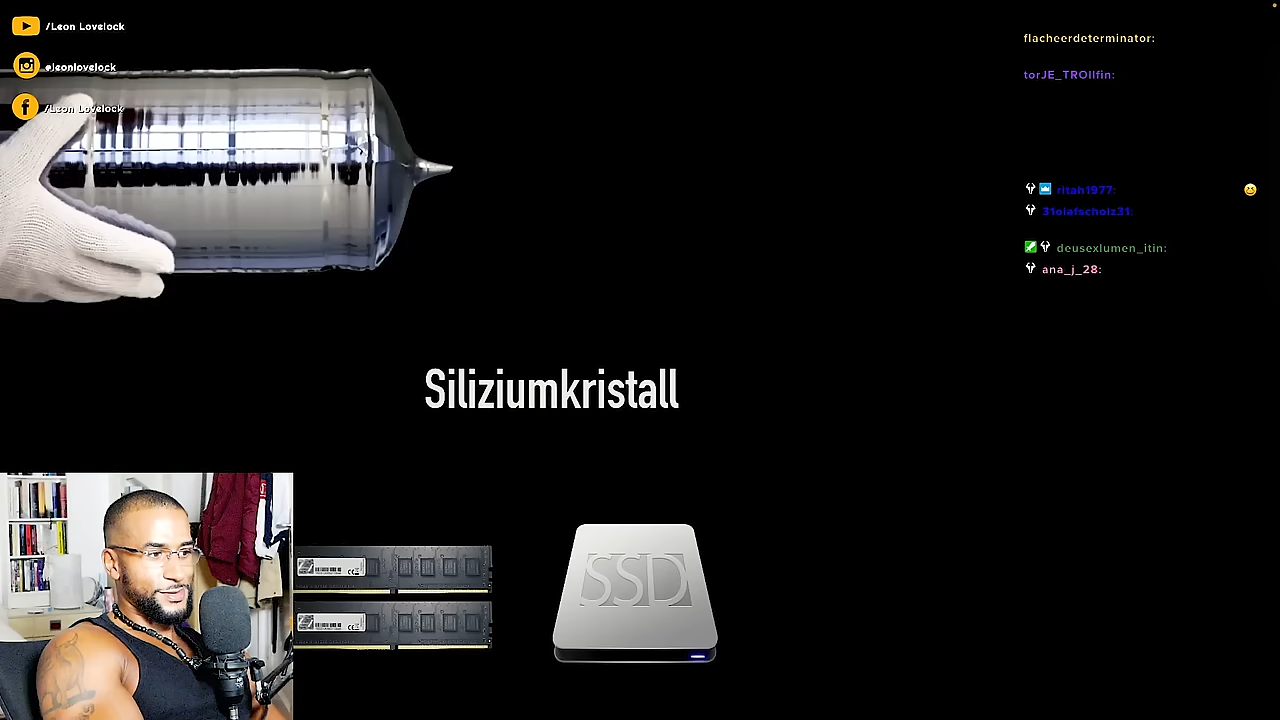 /Leon Lovelock
@leonlovelock
/Leon Lovelock
flacheerdeterminator:
torJE_TROllfin:
ritah1977:
31olafscholz31:
deusexlumen_itin:
ana_j_28:
Siliziumkristall
SSD